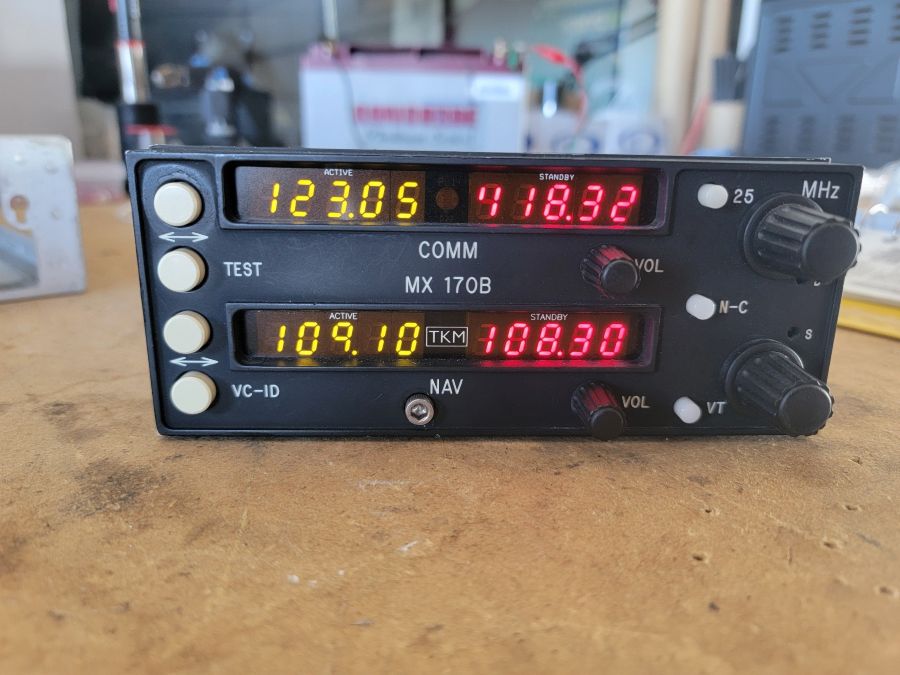 ACTIVE STANDBY
123.05 418.32
25 MHz
COMM
TEST VOL
MX 170B
N-C
ACTIVE STANDBY
109.10 TKM 108.30
S
NAV
VC-ID VOL VT